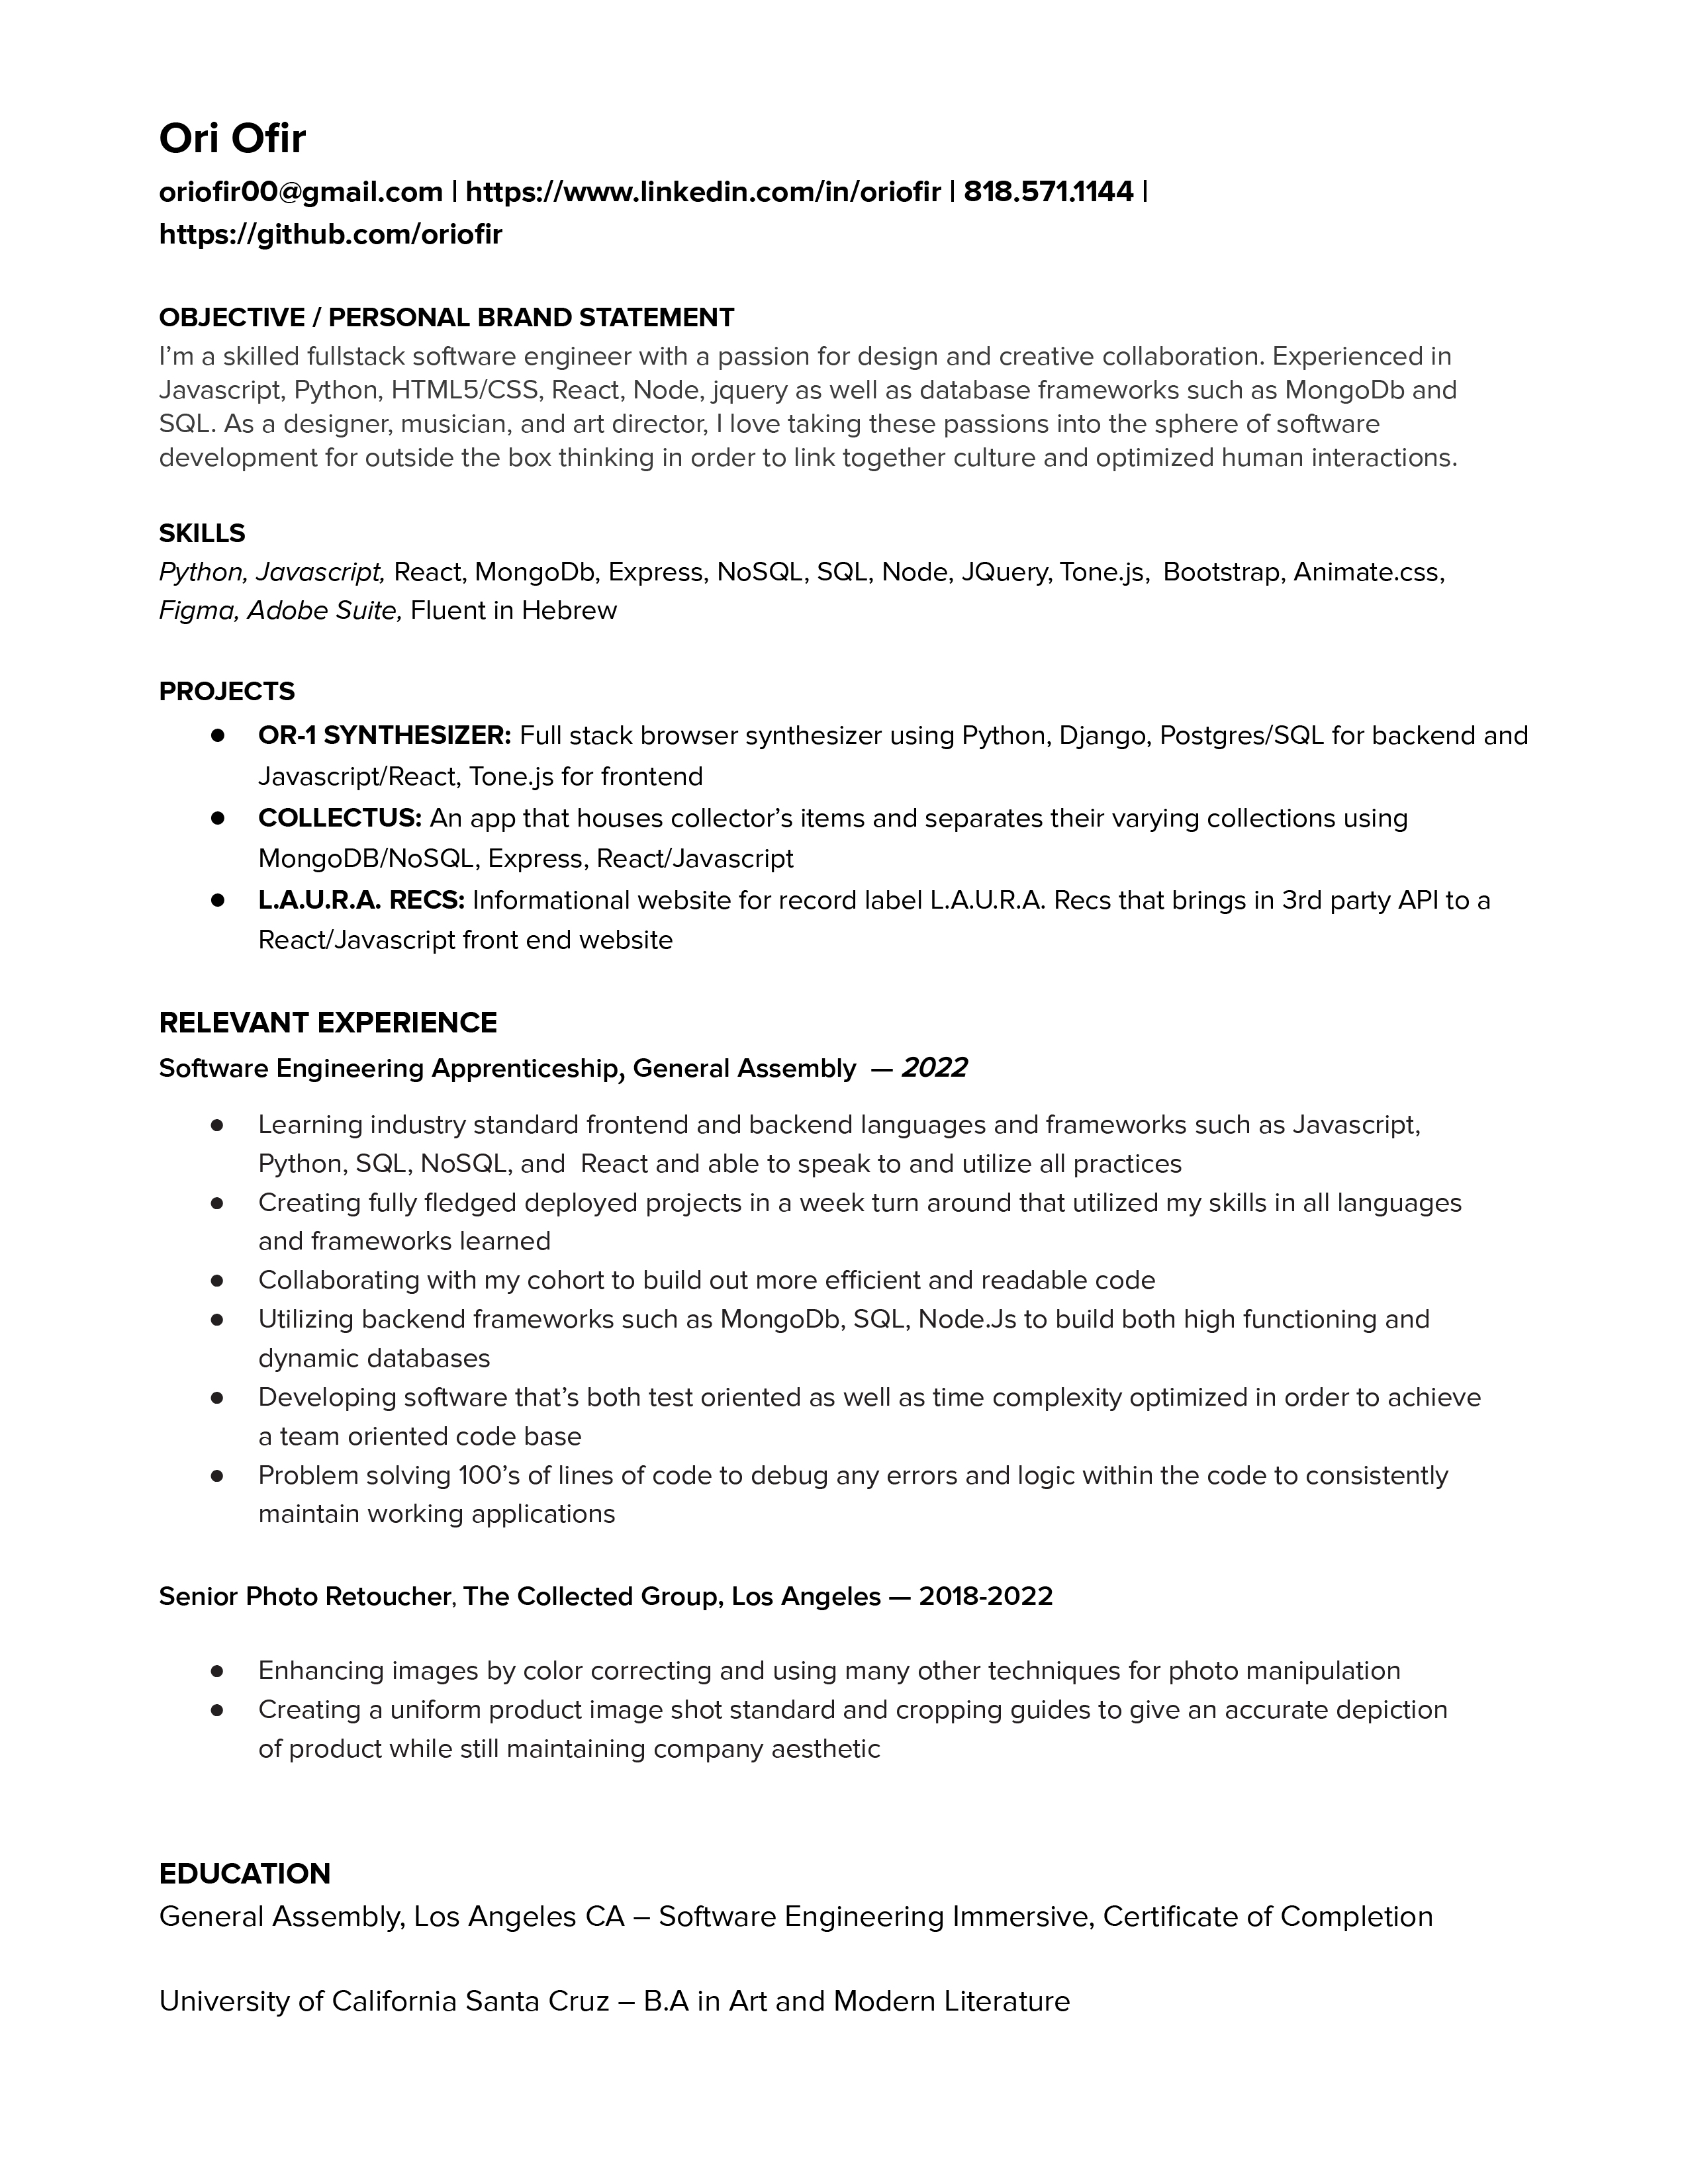 Ori Ofir
oriofir00@gmail.com | https://www.linkedin.com/in/oriofir | 818.571.1144 |
https://github.com/oriofir
OBJECTIVE / PERSONAL BRAND STATEMENT
I’m a skilled fullstack software engineer with a passion for design and creative collaboration. Experienced in
Javascript, Python, HTML5/CSS, React, Node, jquery as well as database frameworks such as MongoDb and
SQL. As a designer, musician, and art director, I love taking these passions into the sphere of software
development for outside the box thinking in order to link together culture and optimized human interactions.
SKILLS
Python, Javascript, React, MongoDb, Express, NoSQL, SQL, Node, JQuery, Tone.js,  Bootstrap, Animate.css,
Figma, Adobe Suite, Fluent in Hebrew
PROJECTS
● OR-1 SYNTHESIZER: Full stack browser synthesizer using Python, Django, Postgres/SQL for backend and
Javascript/React, Tone.js for frontend
● COLLECTUS: An app that houses collector’s items and separates their varying collections using
MongoDB/NoSQL, Express, React/Javascript
● L.A.U.R.A. RECS: Informational website for record label L.A.U.R.A. Recs that brings in 3rd party API to a
React/Javascript front end website
RELEVANT EXPERIENCE
Software Engineering Apprenticeship, General Assembly  — 2022
● Learning industry standard frontend and backend languages and frameworks such as Javascript,
Python, SQL, NoSQL, and  React and able to speak to and utilize all practices
● Creating fully fledged deployed projects in a week turn around that utilized my skills in all languages
and frameworks learned
● Collaborating with my cohort to build out more efficient and readable code
● Utilizing backend frameworks such as MongoDb, SQL, Node.Js to build both high functioning and
dynamic databases
● Developing software that’s both test oriented as well as time complexity optimized in order to achieve
a team oriented code base
● Problem solving 100’s of lines of code to debug any errors and logic within the code to consistently
maintain working applications
Senior Photo Retoucher, The Collected Group, Los Angeles — 2018-2022
● Enhancing images by color correcting and using many other techniques for photo manipulation
● Creating a uniform product image shot standard and cropping guides to give an accurate depiction
of product while still maintaining company aesthetic
EDUCATION
General Assembly, Los Angeles CA – Software Engineering Immersive, Certificate of Completion
University of California Santa Cruz – B.A in Art and Modern Literature